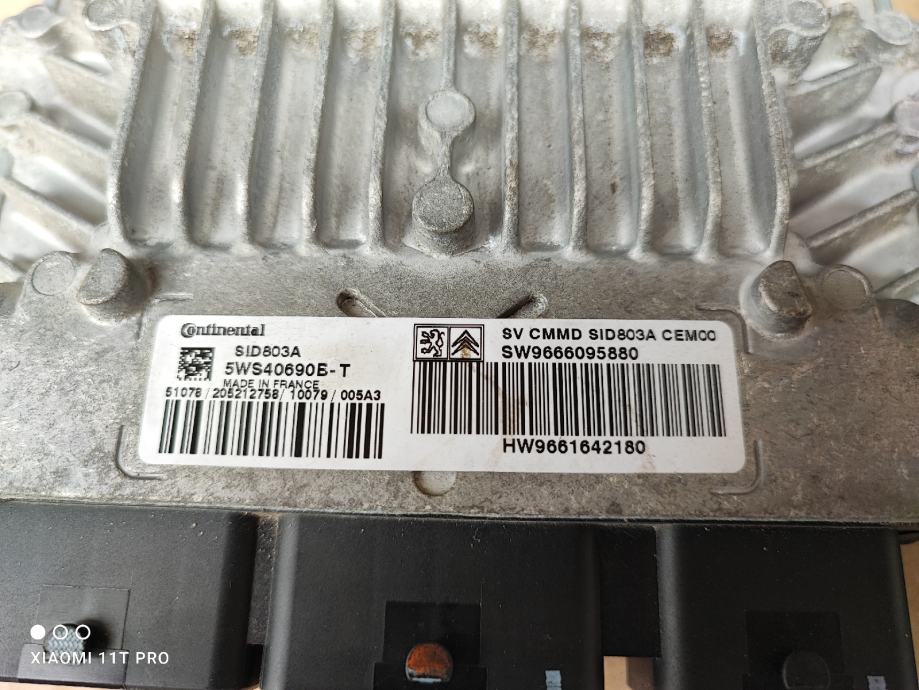 Continental
SID803A
5WS40690B-T
MADE IN FRANCE
51078 / 205212758 / 10079 / 005A3
SV CMMD SID803A CEM00
SW9666095880
HW9661642180
XIAOMI 11T PRO